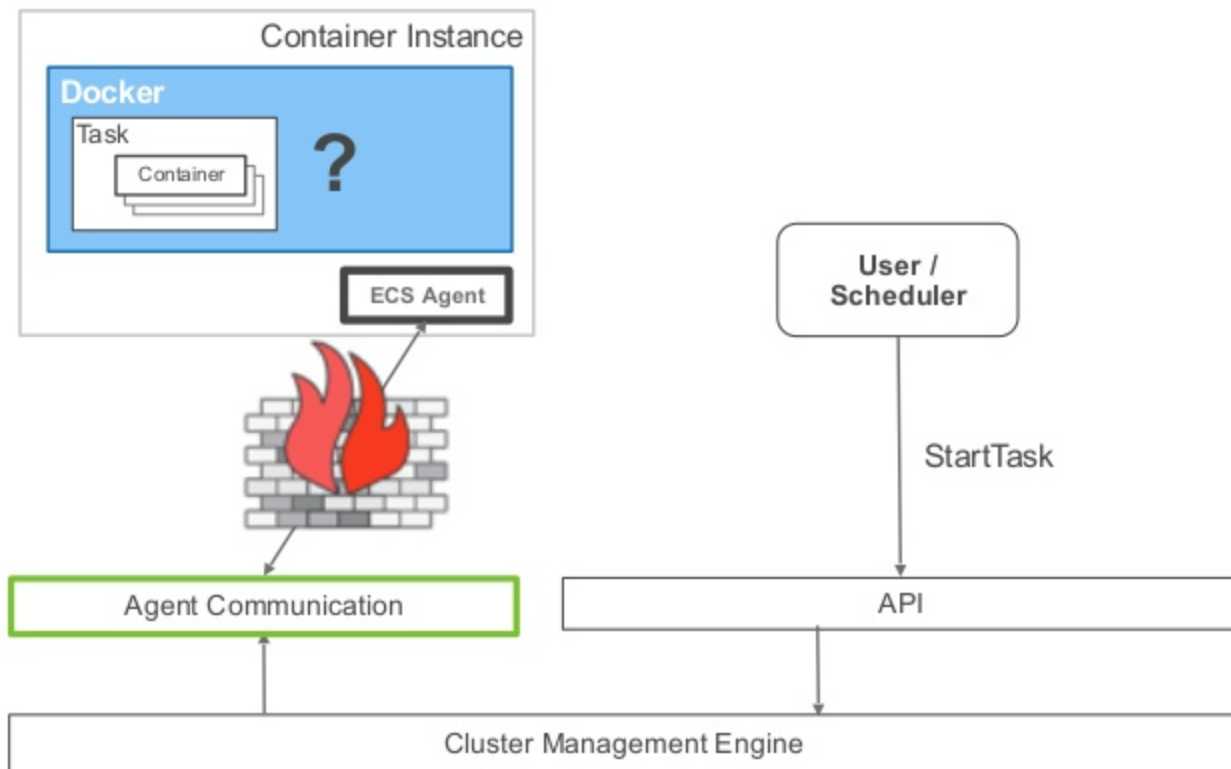 Container Instance
Docker
Task
Container
?
ECS Agent
User /
Scheduler
StartTask
Agent Communication
API
Cluster Management Engine